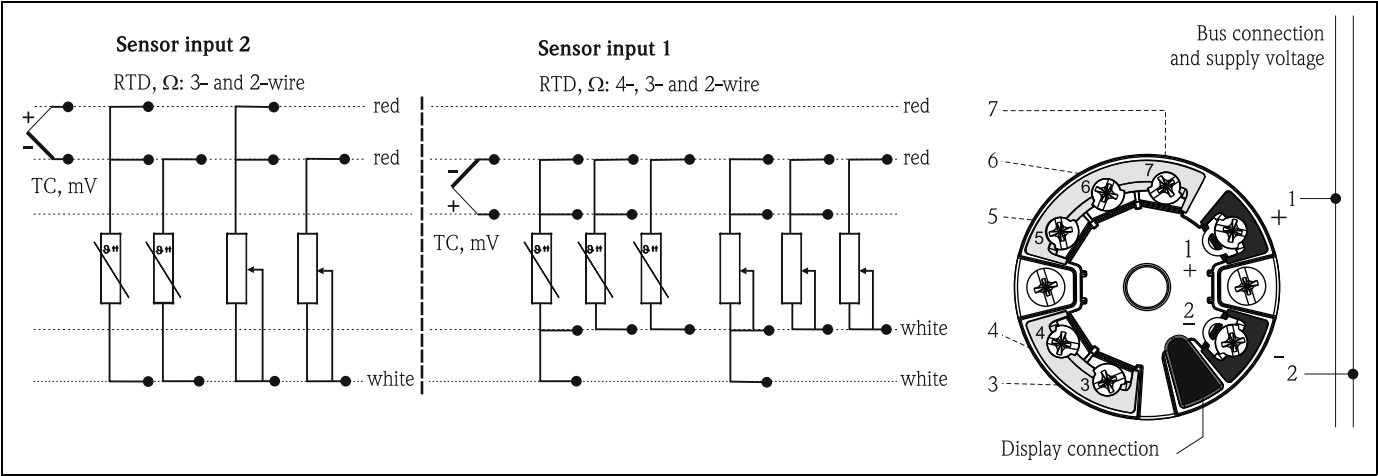 Sensor input 2
RTD, Ω: 3- and 2-wire
red
+
-
red
TC, mV
ϑ
ϑ
white
Sensor input 1
RTD, Ω: 4-, 3- and 2-wire
red
red
-
+
TC, mV
ϑ
ϑ
ϑ
white
white
Bus connection
and supply voltage
7
6
5
4
3
7
6
5
4
3
1
+
2
-
+
1
-
2
Display connection